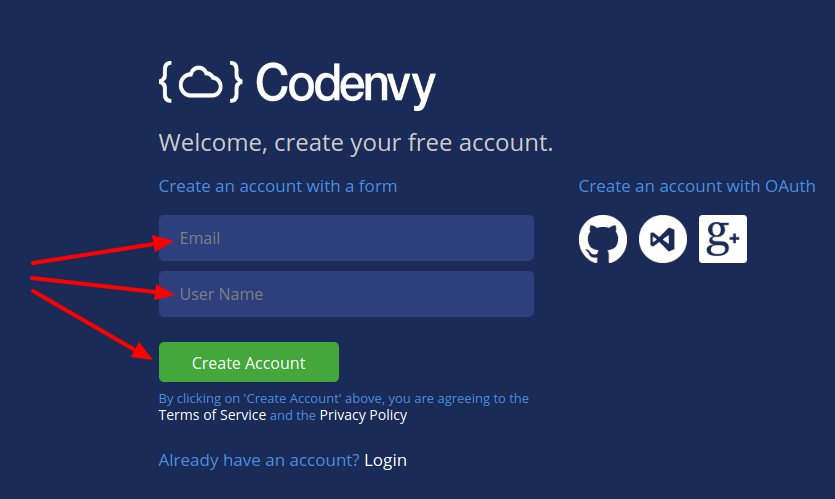 { } Codenvy
Welcome, create your free account.
Create an account with a form
Create an account with OAuth
Email
g+
User Name
Create Account
By clicking on 'Create Account' above, you are agreeing to the
Terms of Service and the Privacy Policy
Already have an account? Login